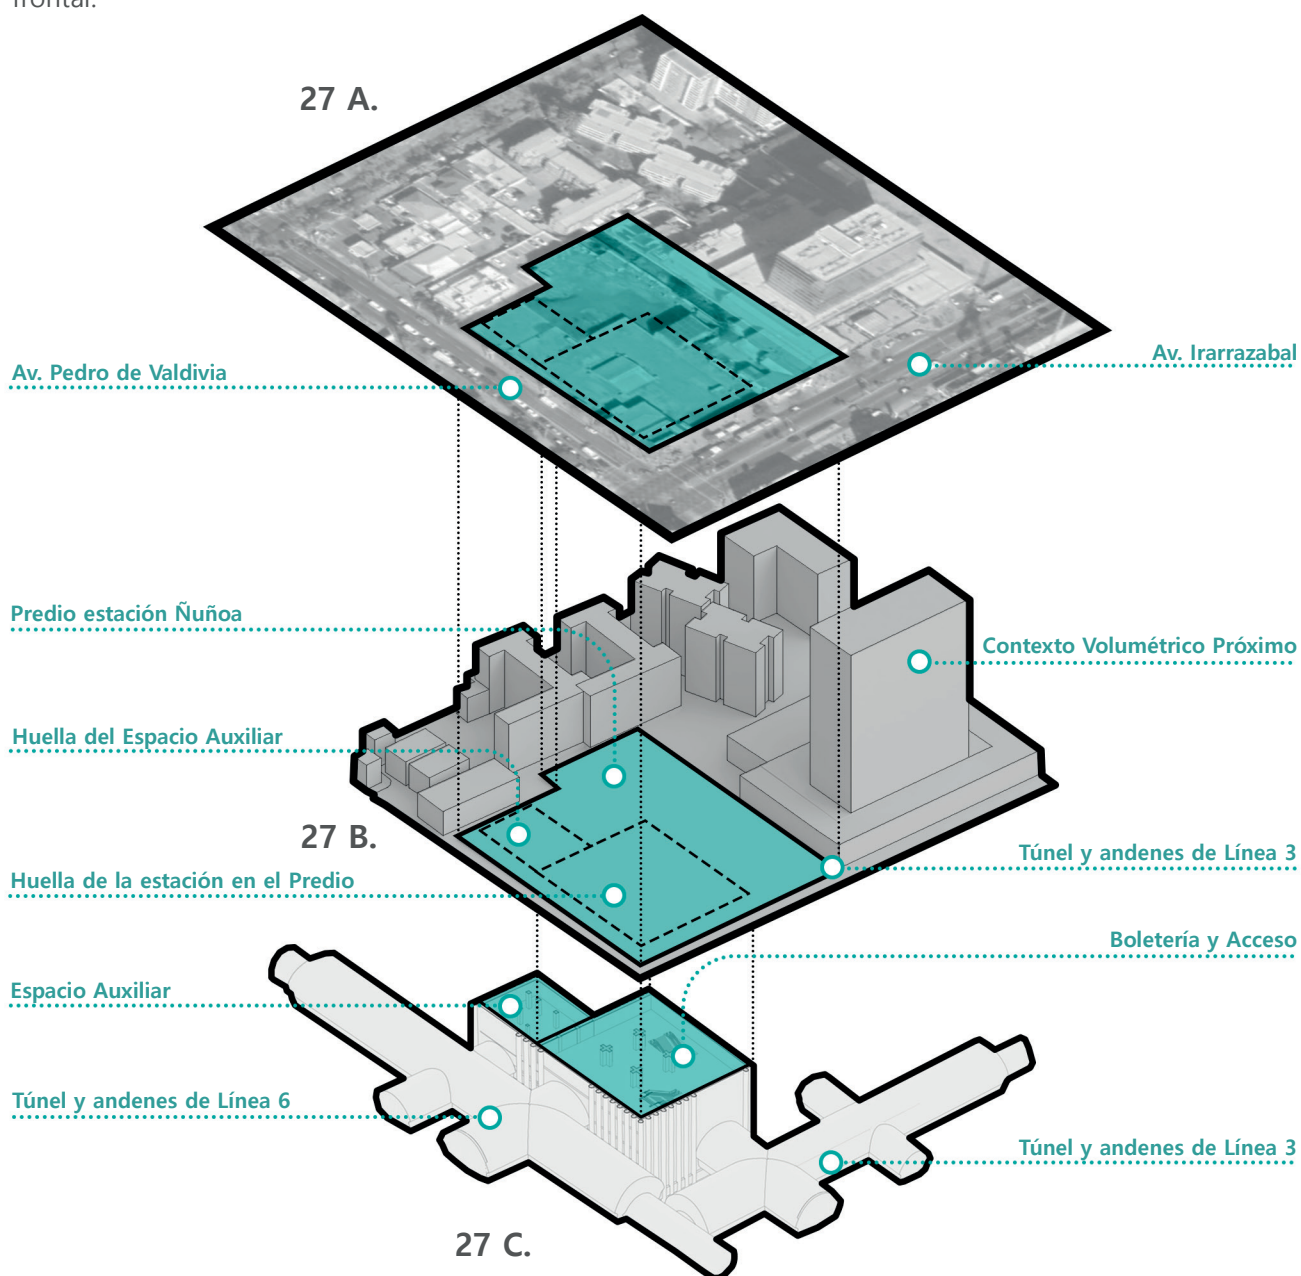 frontal.
27 A.
Av. Pedro de Valdivia
Av. Irarrazabal
Predio estación Ñuñoa
Contexto Volumétrico Próximo
Huella del Espacio Auxiliar
27 B.
Túnel y andenes de Línea 3
Huella de la estación en el Predio
Boletería y Acceso
Espacio Auxiliar
Túnel y andenes de Línea 6
Túnel y andenes de Línea 3
27 C.